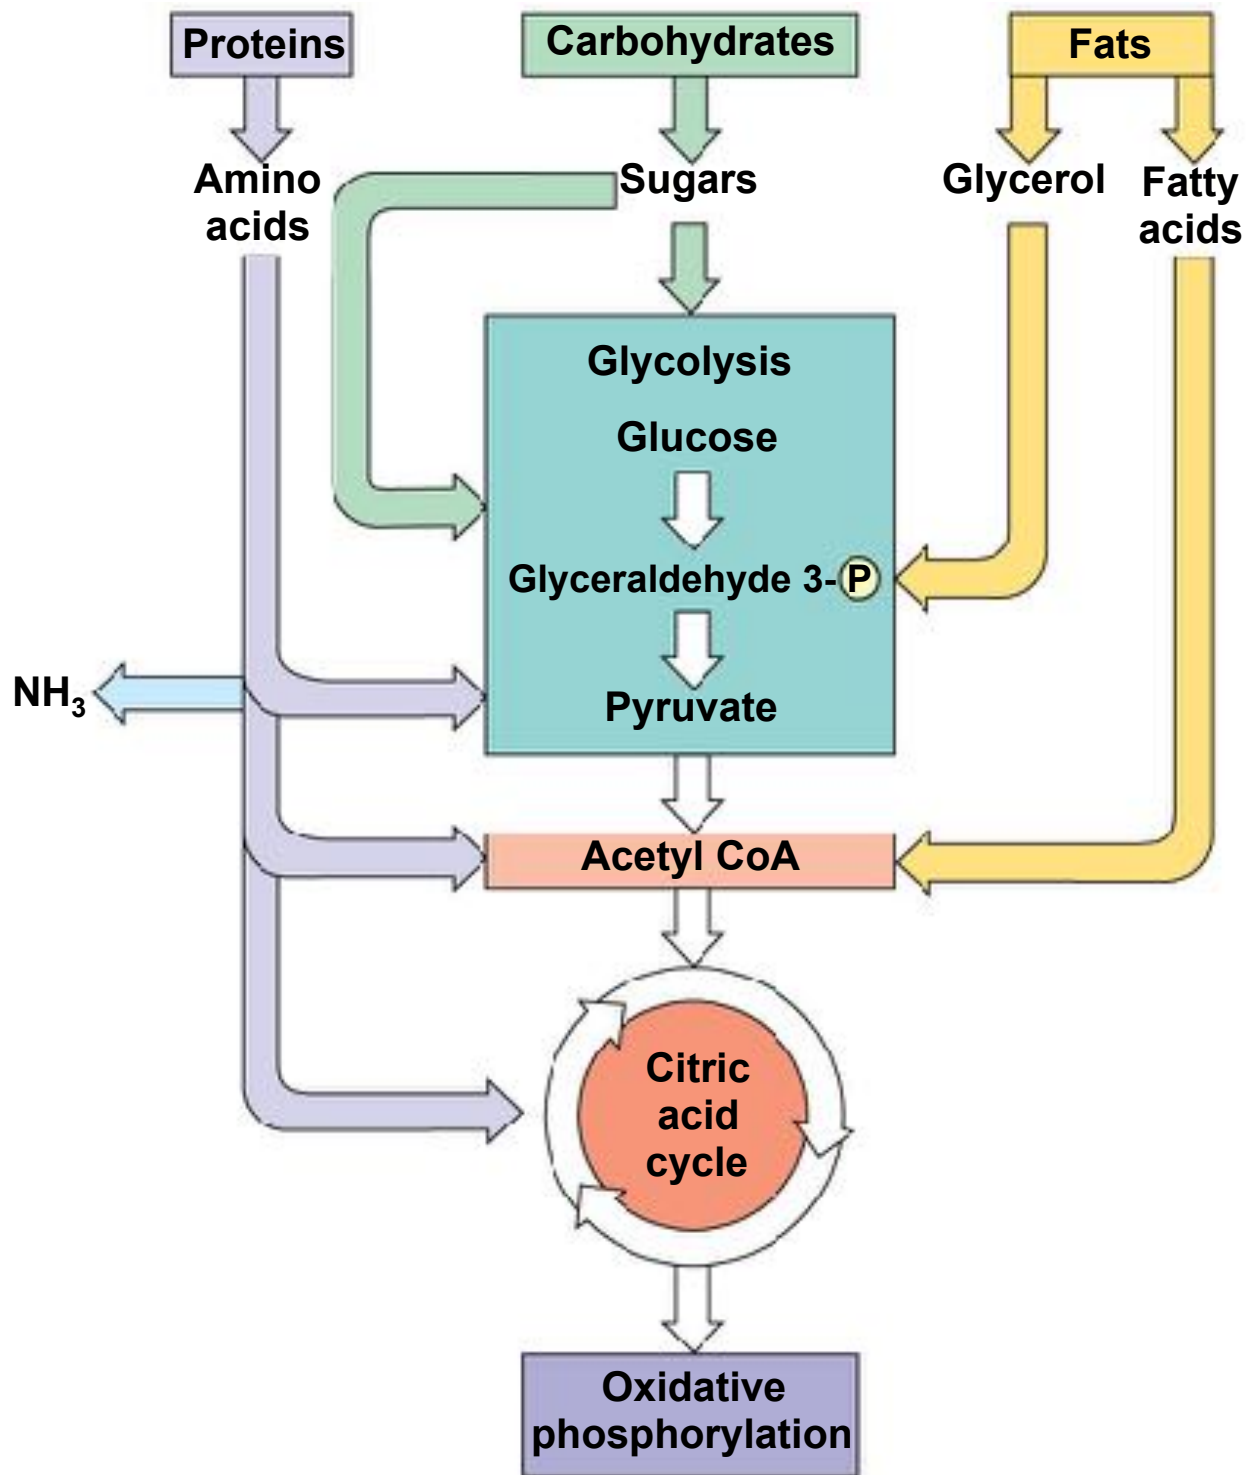 Proteins
Carbohydrates
Fats
Amino
acids
Sugars
Glycerol
Fatty
acids
Glycolysis
Glucose
Glyceraldehyde 3-P
NH₃
Pyruvate
Acetyl CoA
Citric
acid
cycle
Oxidative
phosphorylation